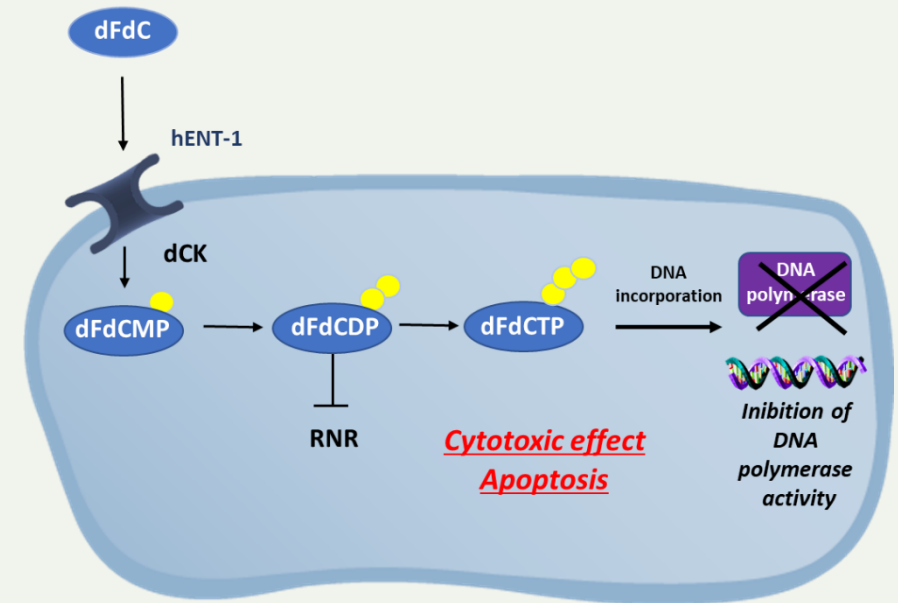 dFdC
hENT-1
dCK
dFdCMP
dFdCDP
dFdCTP
DNA
incorporation
DNA
polymerase
RNR
Cytotoxic effect
Apoptosis
Inibition of
DNA
polymerase
activity